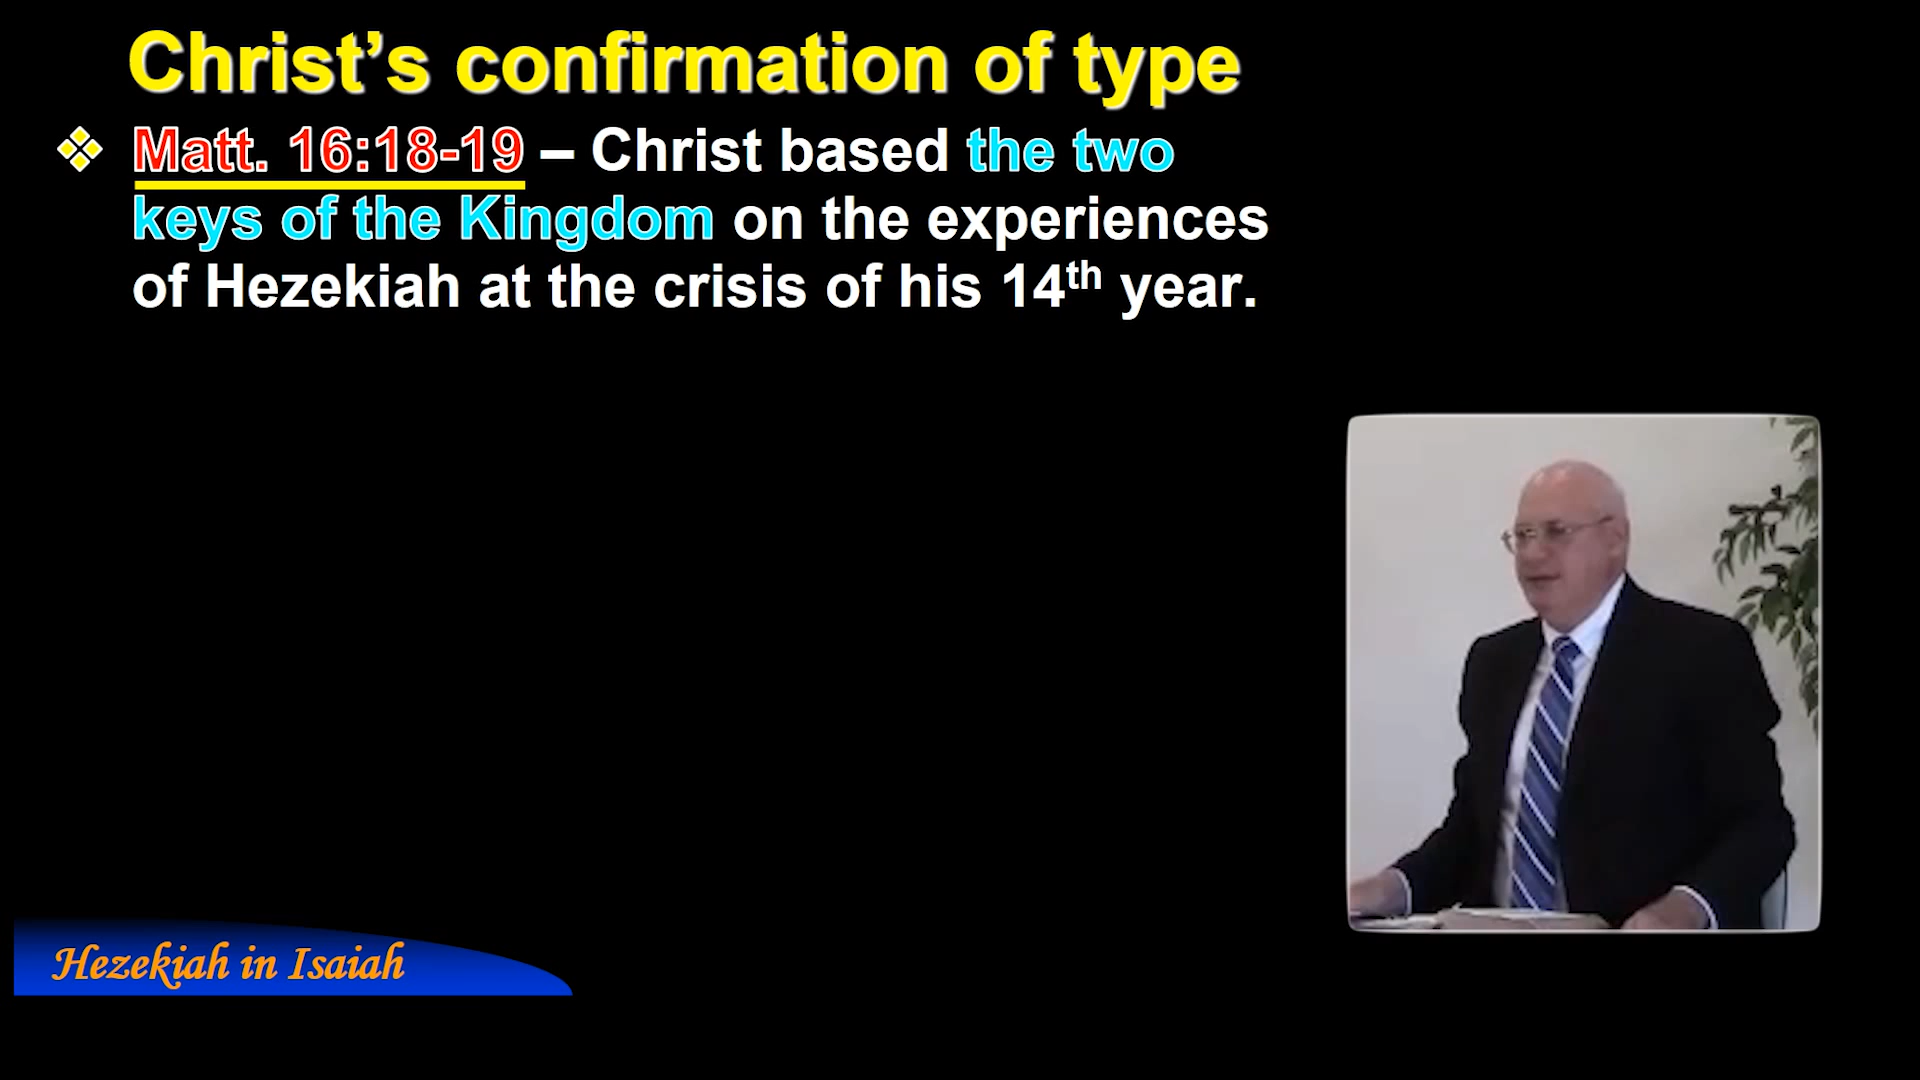 Christ’s confirmation of type
❖ Matt. 16:18-19 – Christ based the two
keys of the Kingdom on the experiences
of Hezekiah at the crisis of his 14th year.
Hezekiah in Isaiah